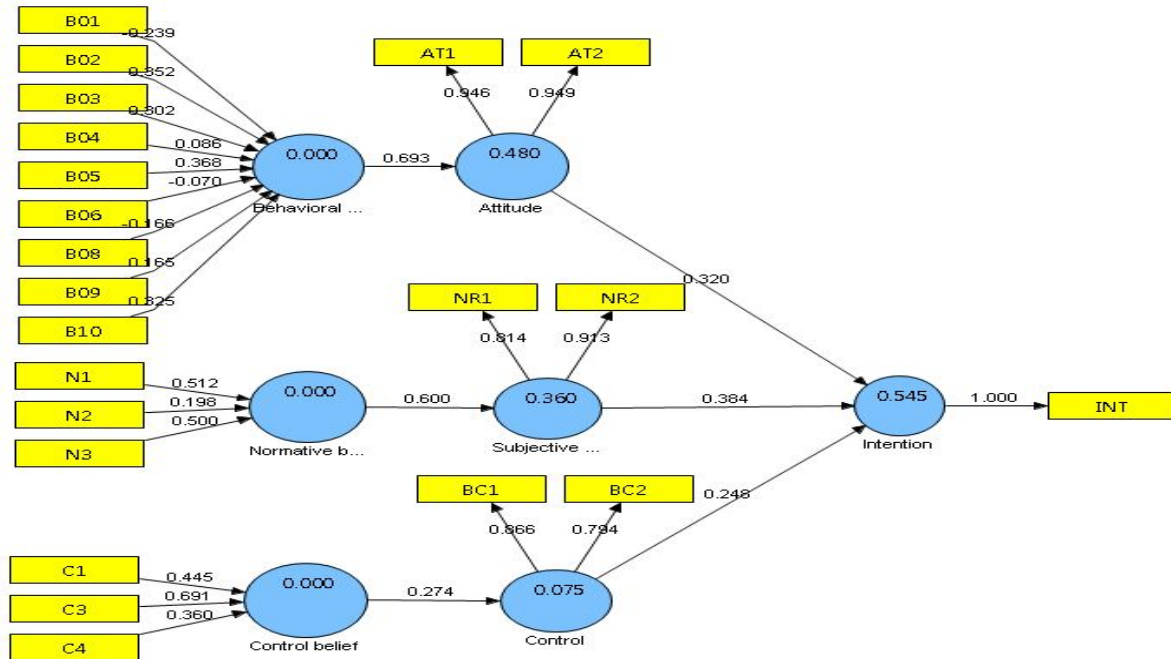 B01
-0.239
B02
0.352
B03
0.302
B04
0.086
B05
0.368
-0.070
B06
-0.166
B08
0.165
B09
0.325
B10
0.000
Behavioral ...
0.693
AT1
AT2
0.946
0.949
0.480
Attitude
0.320
N1
0.512
N2
0.198
0.500
N3
0.000
Normative b...
0.600
NR1
NR2
0.814
0.913
0.360
Subjective ...
0.384
0.545
Intention
1.000
INT
C1
0.445
0.691
C3
0.360
C4
0.000
Control belief
0.274
BC1
BC2
0.866
0.794
0.075
Control
0.248